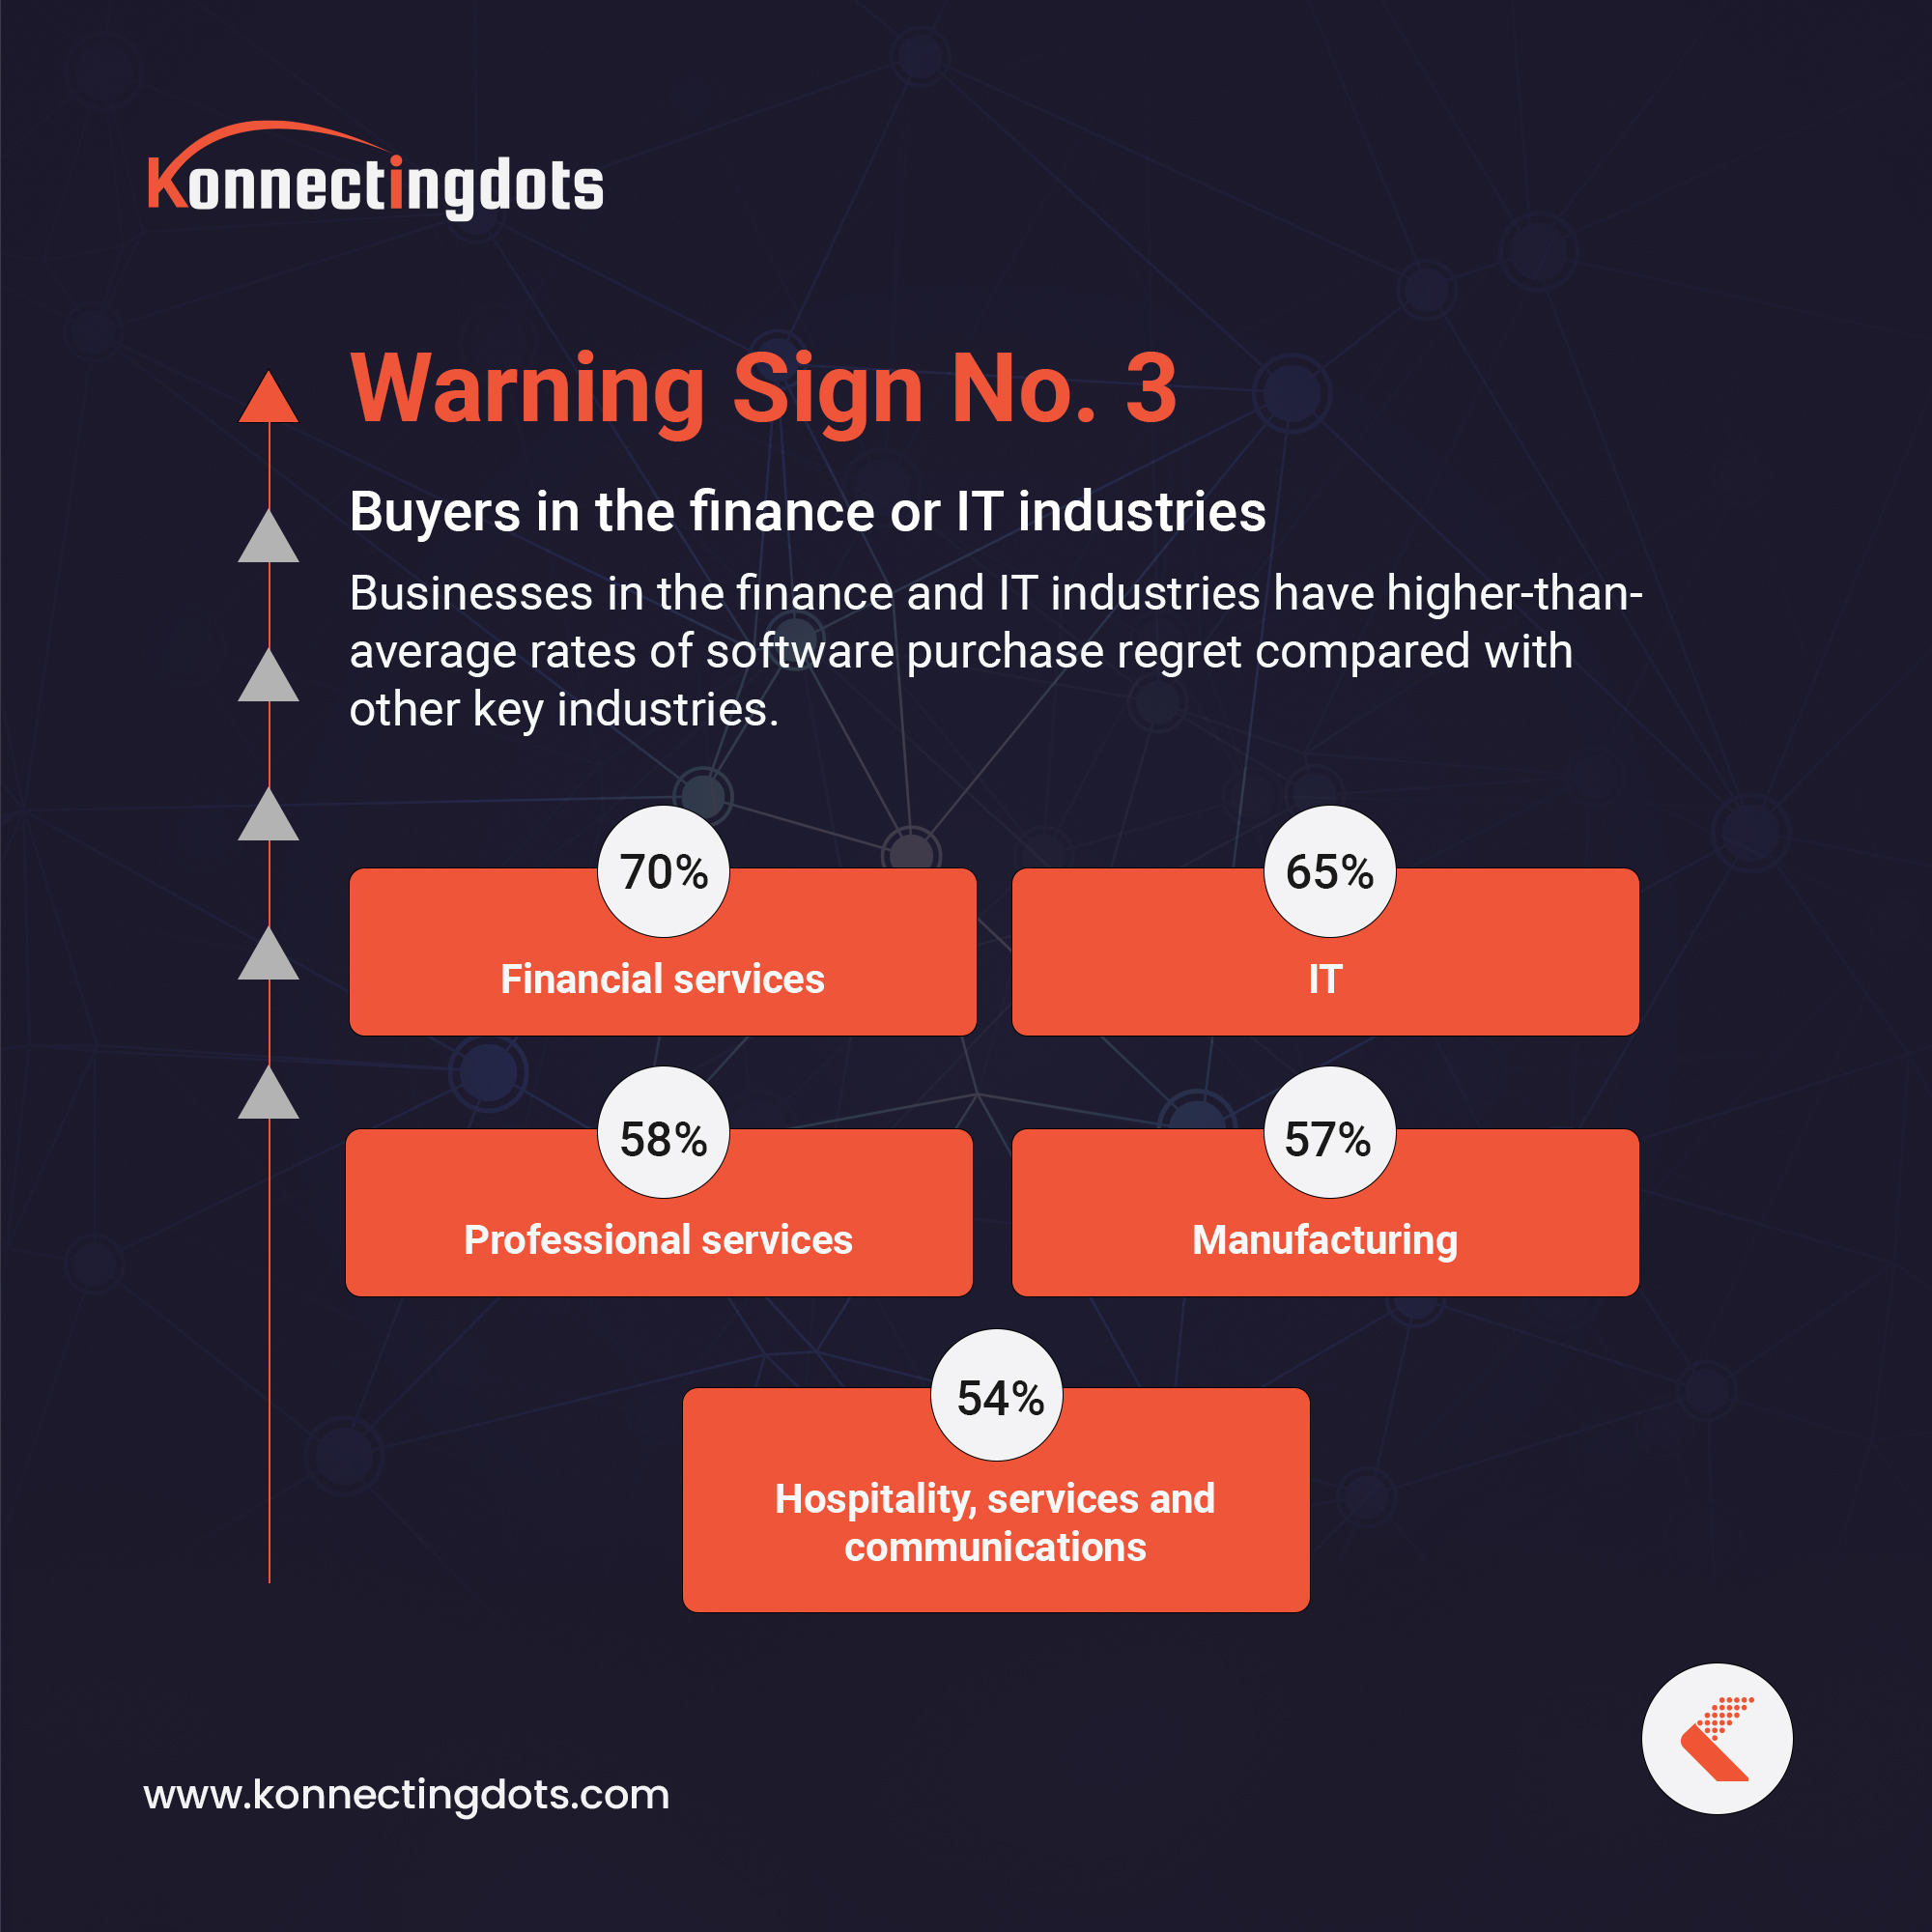 Konnectingdots
Warning Sign No. 3
Buyers in the finance or IT industries
Businesses in the finance and IT industries have higher-than-
average rates of software purchase regret compared with
other key industries.
70%
Financial services
65%
IT
58%
Professional services
57%
Manufacturing
54%
Hospitality, services and
communications
www.konnectingdots.com